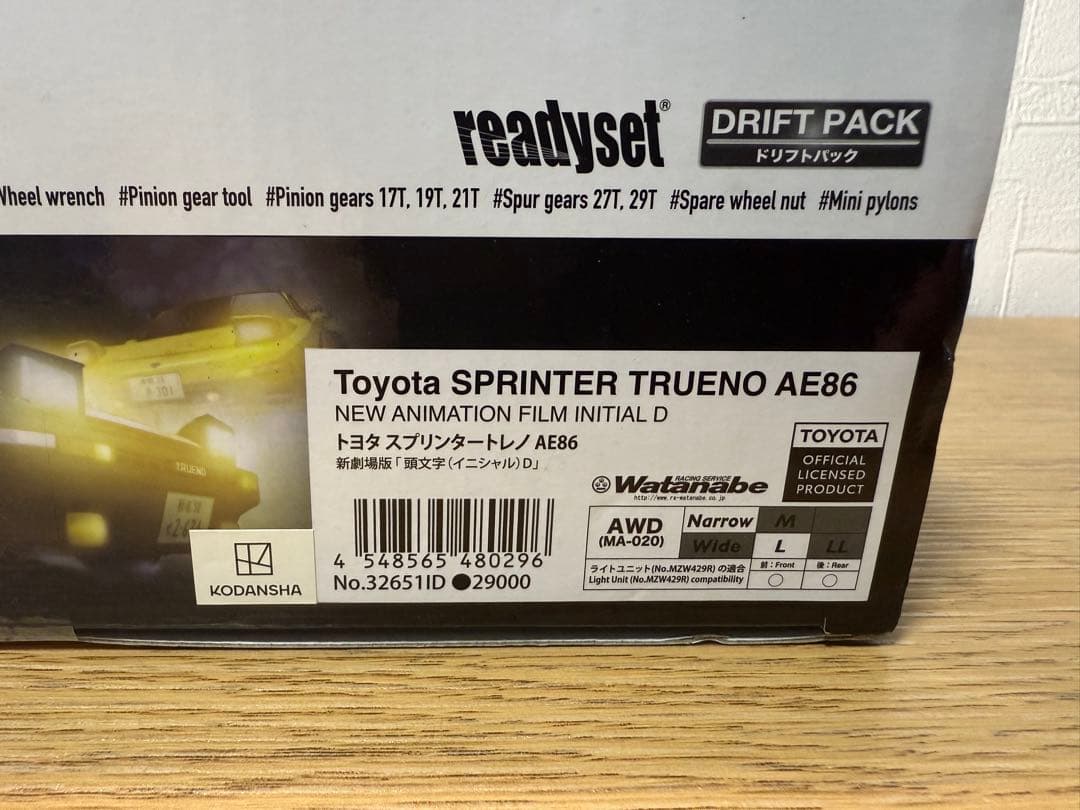 readyset®
DRIFT PACK
ドリフトパック
Wheel wrench #Pinion gear tool #Pinion gears 17T, 19T, 21T #Spur gears 27T, 29T #Spare wheel nut #Mini pylons
TRUENO
KODANSHA
Toyota SPRINTER TRUENO AE86
NEW ANIMATION FILM INITIAL D
トヨタ スプリンタートレノ AE86
新劇場版「頭文字(イニシャル)D」
4 548565 480296
No.32651ID ●29000
RACING SERVICE
Watanabe
http://www.rs-watanabe.co.jp
TOYOTA
OFFICIAL
LICENSED
PRODUCT
AWD
(MA-020)
Narrow M
Wide L LL
ライトユニット(No.MZW429R)の適合
Light Unit (No.MZW429R) compatibility
前:Front 後:Rear
○ ○